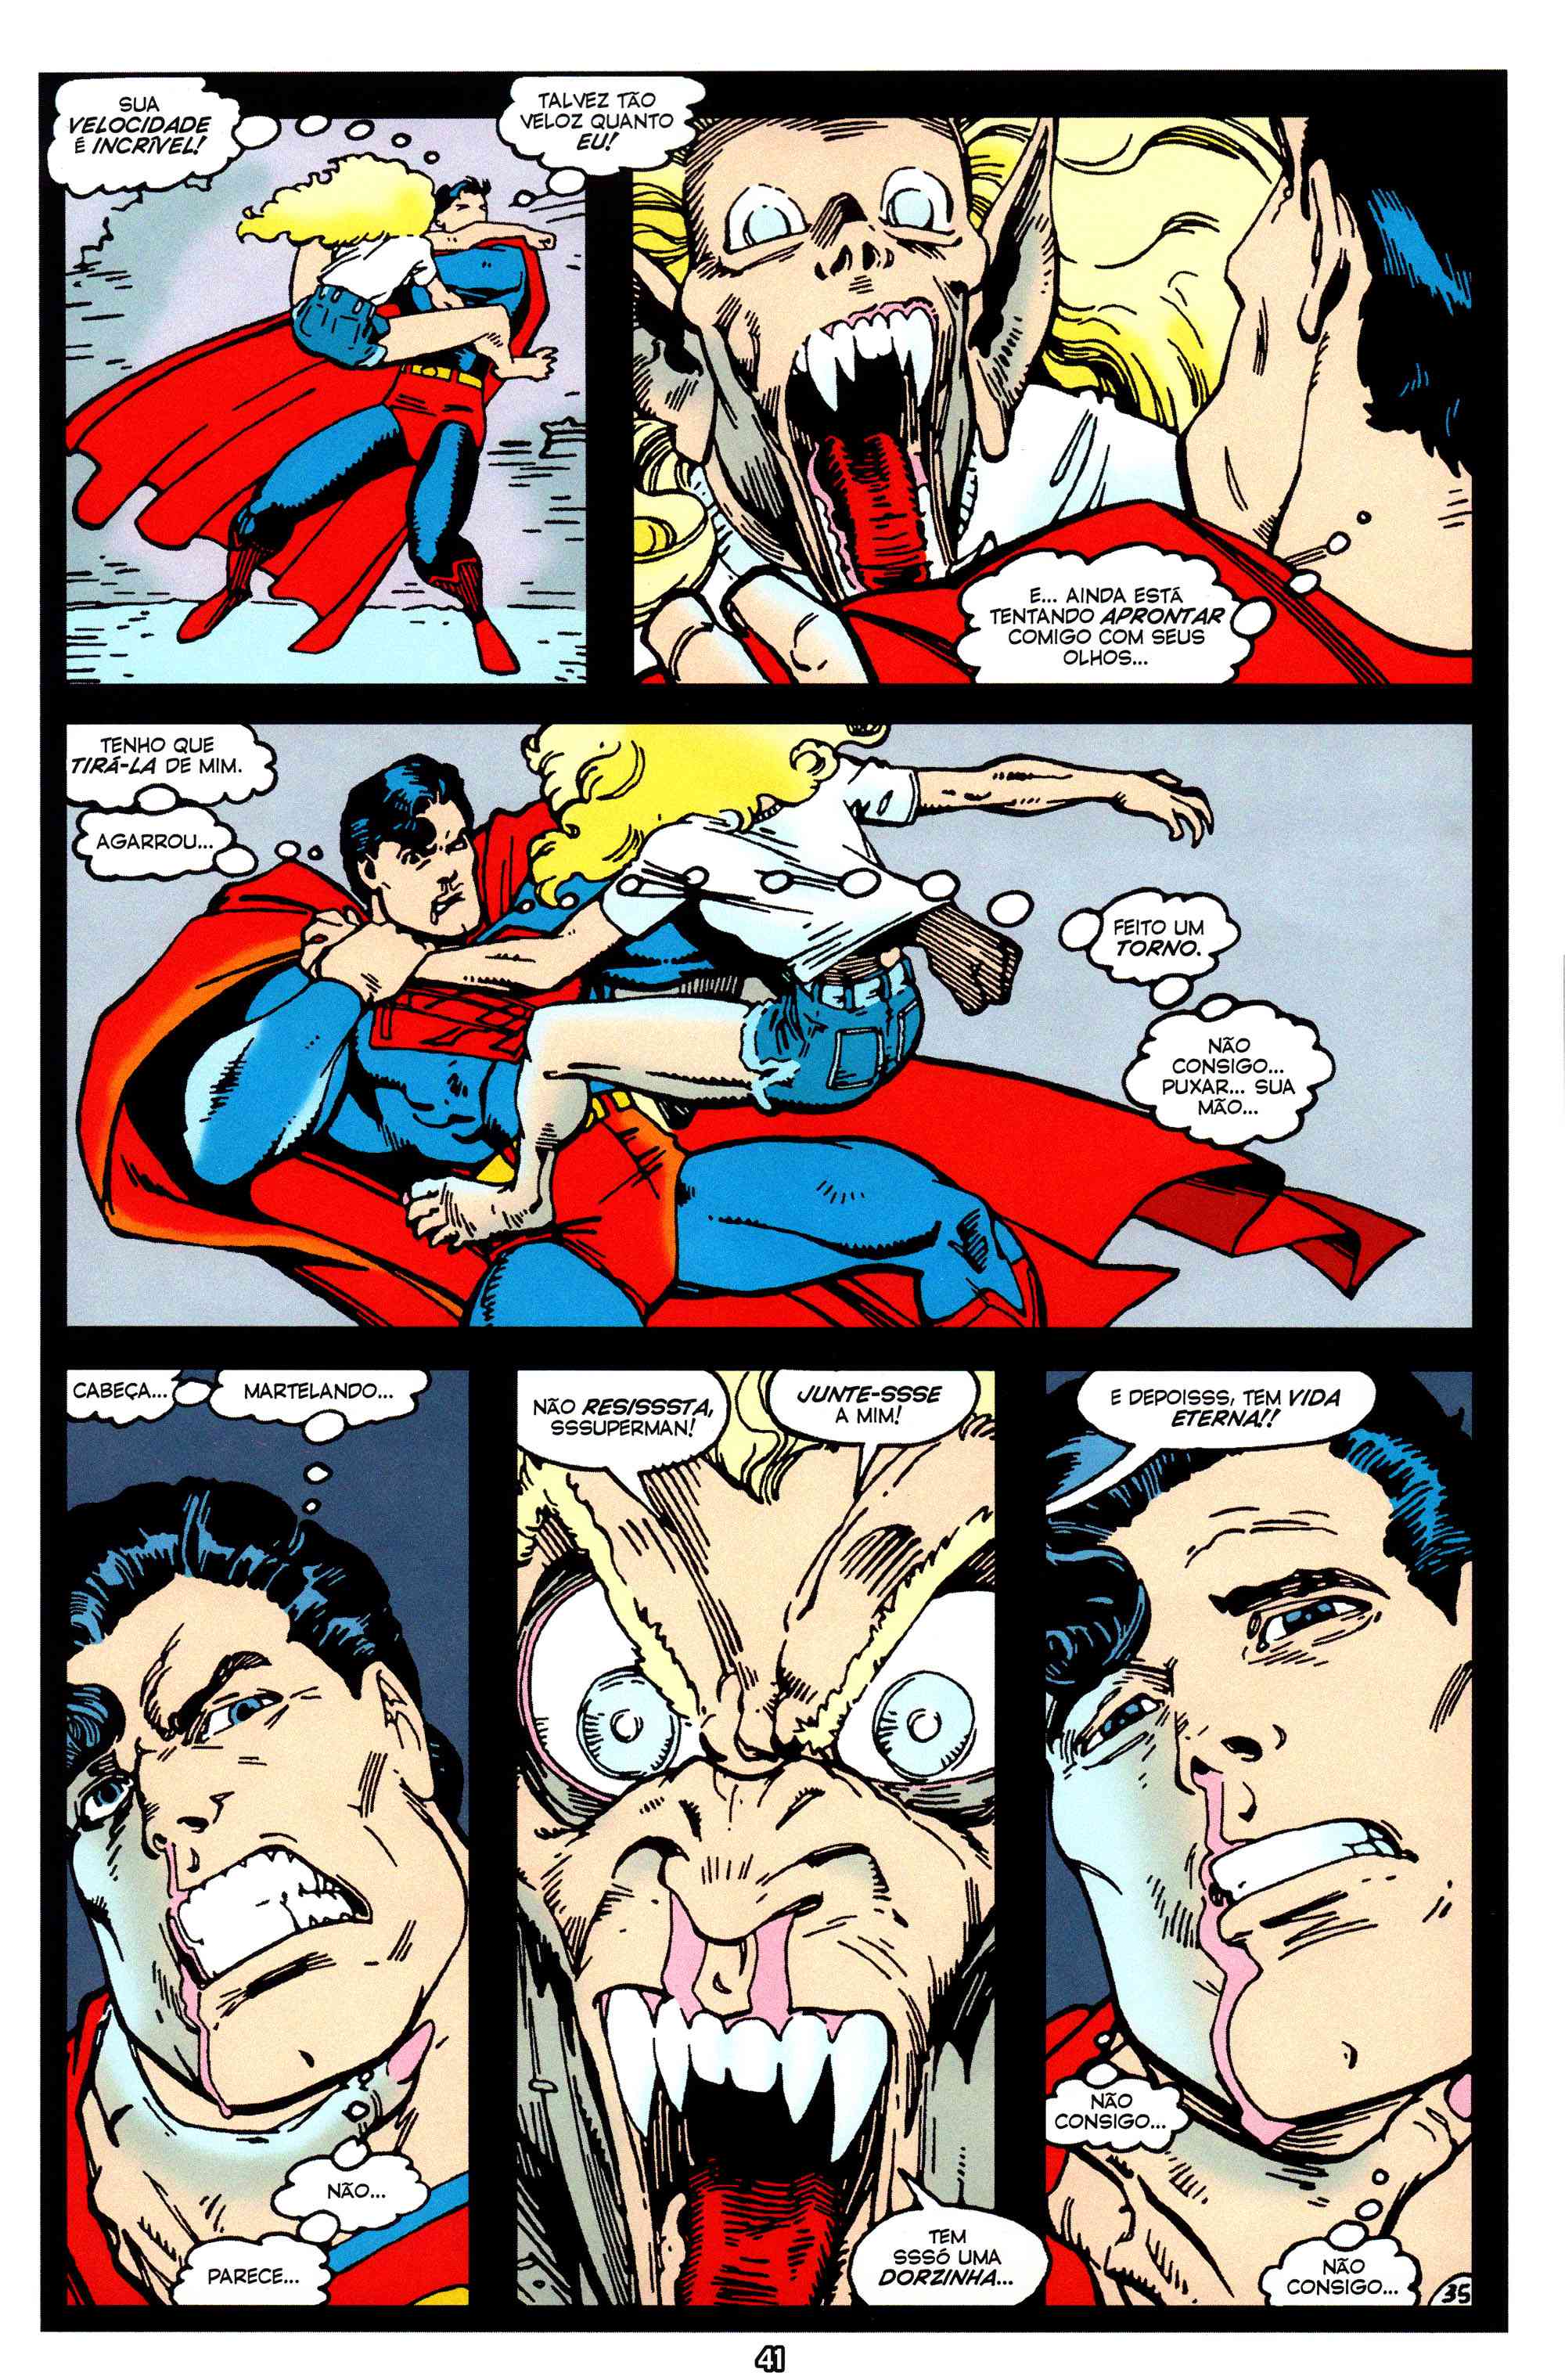 SUA
VELOCIDADE
É INCRÍVEL!
TALVEZ TÃO
VELOZ QUANTO
EU!
E... AINDA ESTÁ
TENTANDO APRONTAR
COMIGO COM SEUS
OLHOS...
TENHO QUE
TIRÁ-LA DE MIM.
AGARROU...
FEITO UM
TORNO.
NÃO
CONSIGO...
PUXAR... SUA
MÃO...
CABEÇA...
MARTELANDO...
NÃO...
PARECE...
NÃO RESISSSTA,
SSSUPERMAN!
JUNTE-SSSE
A MIM!
TEM
SSSÓ UMA
DORZINHA...
E DEPOISSS, TEM VIDA
ETERNA!!
NÃO
CONSIGO...
NÃO
CONSIGO...
35
41